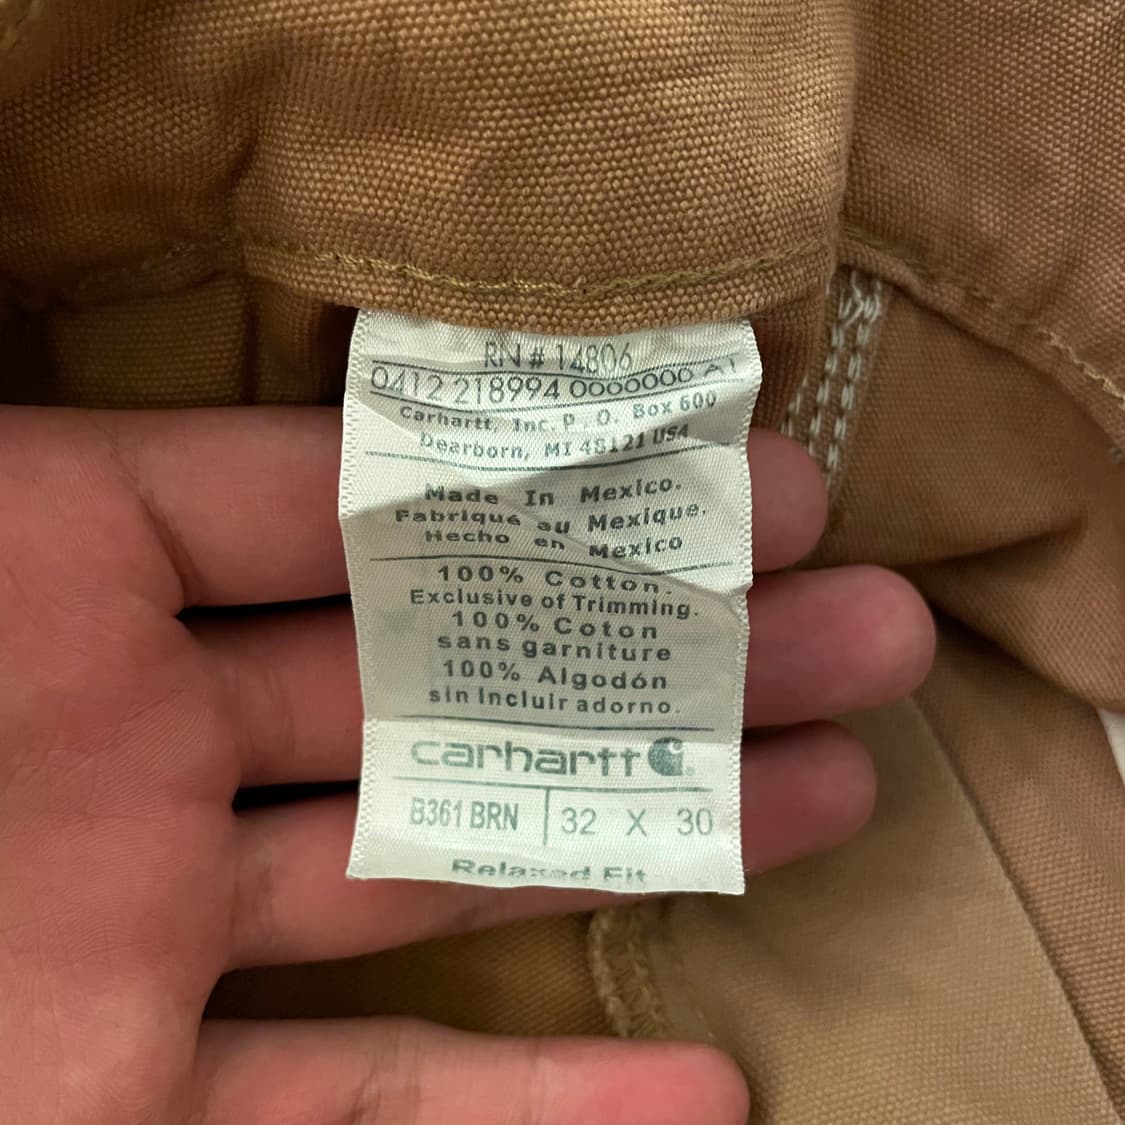 RN # 14806
0412 218994 0000000 61
Carhartt, Inc. P. O. Box 600
Dearborn, MI 48121 USA
Made In Mexico.
Fabriqué au Mexique.
Hecho en Mexico
100% Cotton.
Exclusive of Trimming.
100% Coton
sans garniture
100% Algodón
sin Incluir adorno.
carhartt
B361 BRN 32 X 30
Relaxed Fit